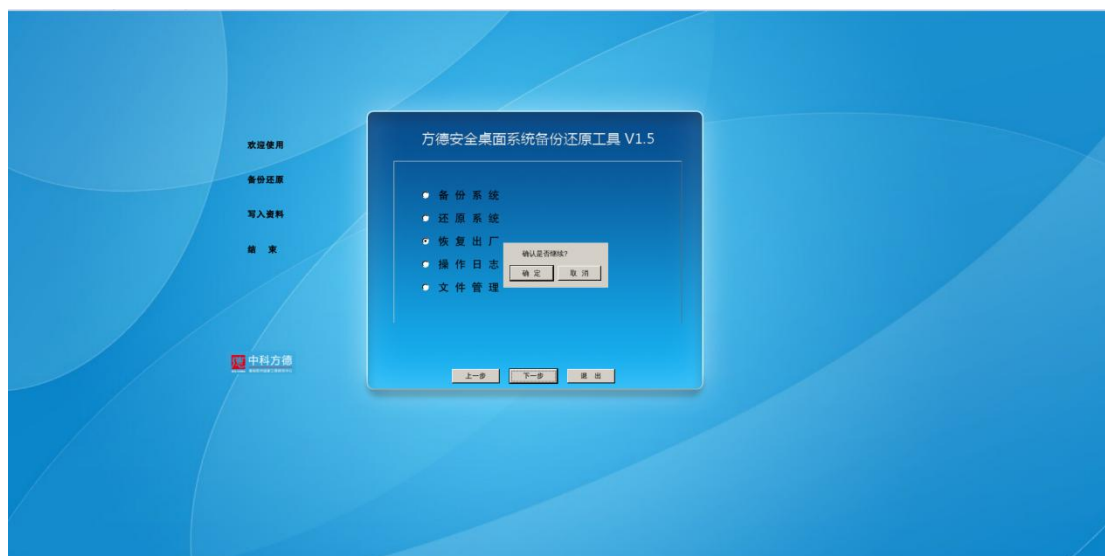 欢迎使用
备份还原
写入资料
结 束
中科方德
方德安全桌面系统备份还原工具 V1.5
备 份 系 统
还 原 系 统
恢 复 出 厂
操 作 日 志
文 件 管 理
确认是否继续?
确 定
取 消
上一步
下一步
退 出